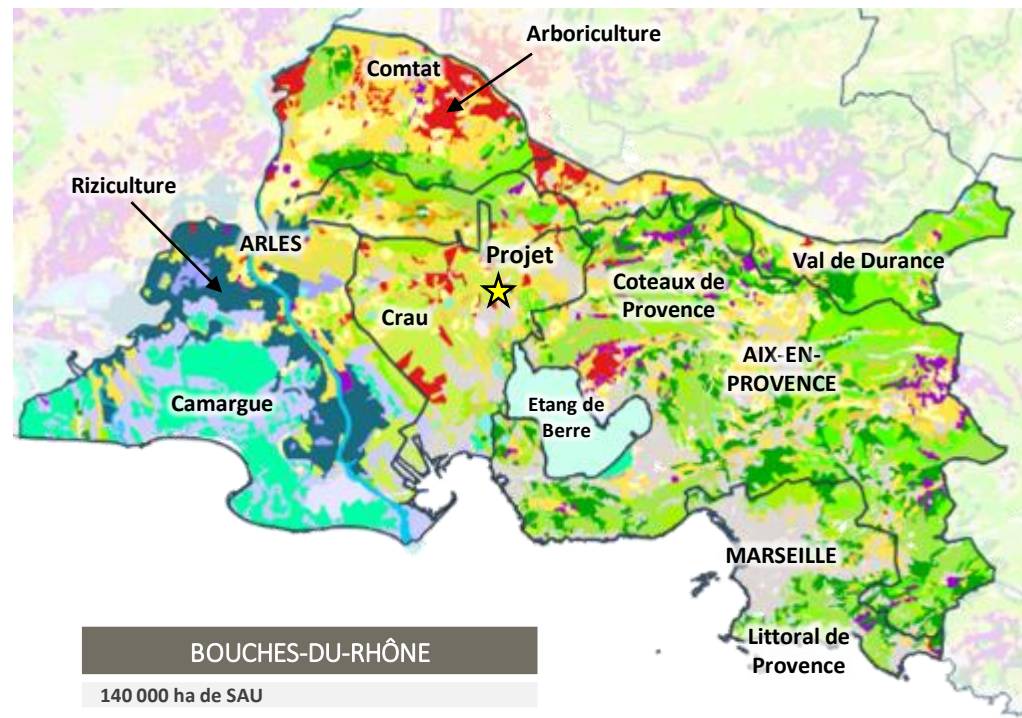 Arboriculture
Comtat
Riziculture
ARLES
Projet
Val de Durance
Coteaux de
Provence
Crau
AIX-EN-
PROVENCE
Camargue
Etang de
Berre
MARSEILLE
Littoral de
Provence
BOUCHES-DU-RHÔNE
140 000 ha de SAU